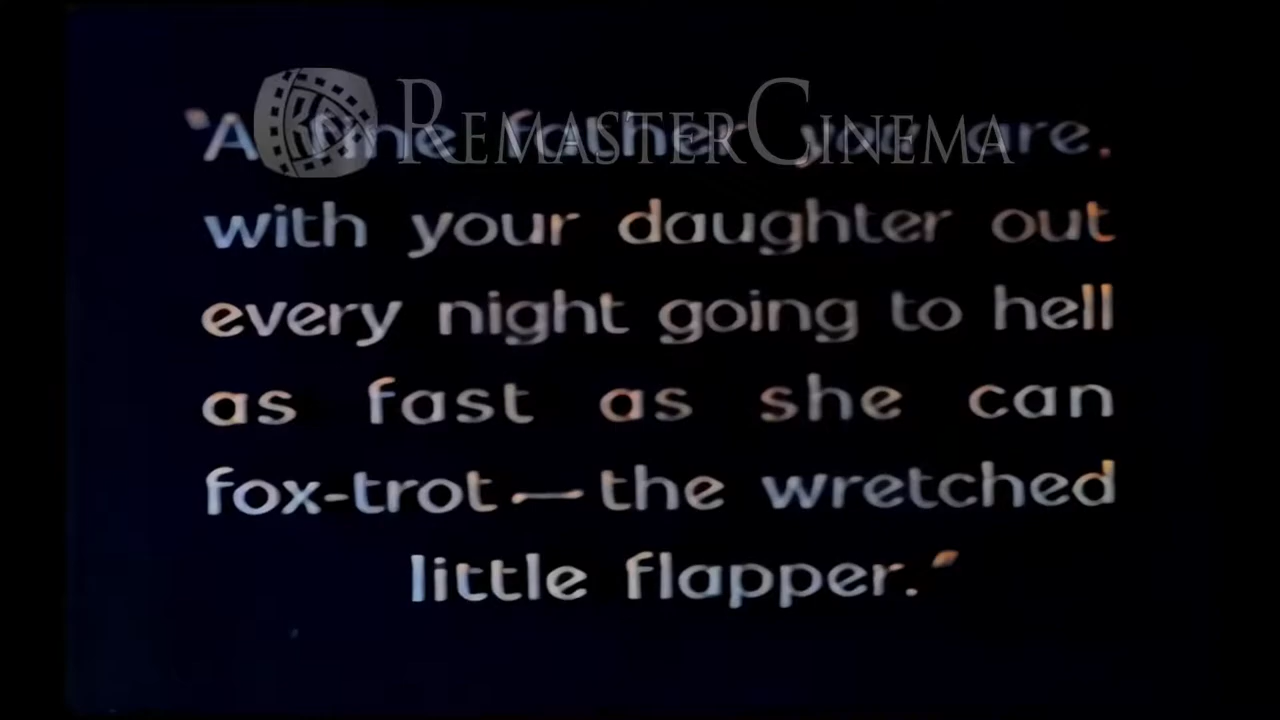 REMASTERCINEMA
"A fine father you are,
with your daughter out
every night going to hell
as fast as she can
fox-trot—the wretched
little flapper."